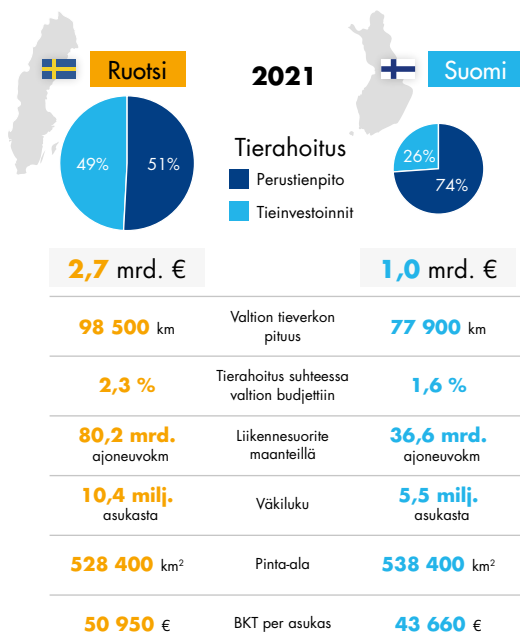 Ruotsi
2021
Suomi
49%
51%
Tierahoitus
Perustienpito
Tieinvestoinnit
26%
74%
2,7 mrd. €
1,0 mrd. €
98 500 km
Valtion tieverkon
pituus
77 900 km
2,3 %
Tierahoitus suhteessa
valtion budjettiin
1,6 %
80,2 mrd.
ajoneuvokm
Liikennesuorite
maanteillä
36,6 mrd.
ajoneuvokm
10,4 milj.
asukasta
Väkiluku
5,5 milj.
asukasta
528 400 km²
Pinta-ala
538 400 km²
50 950 €
BKT per asukas
43 660 €